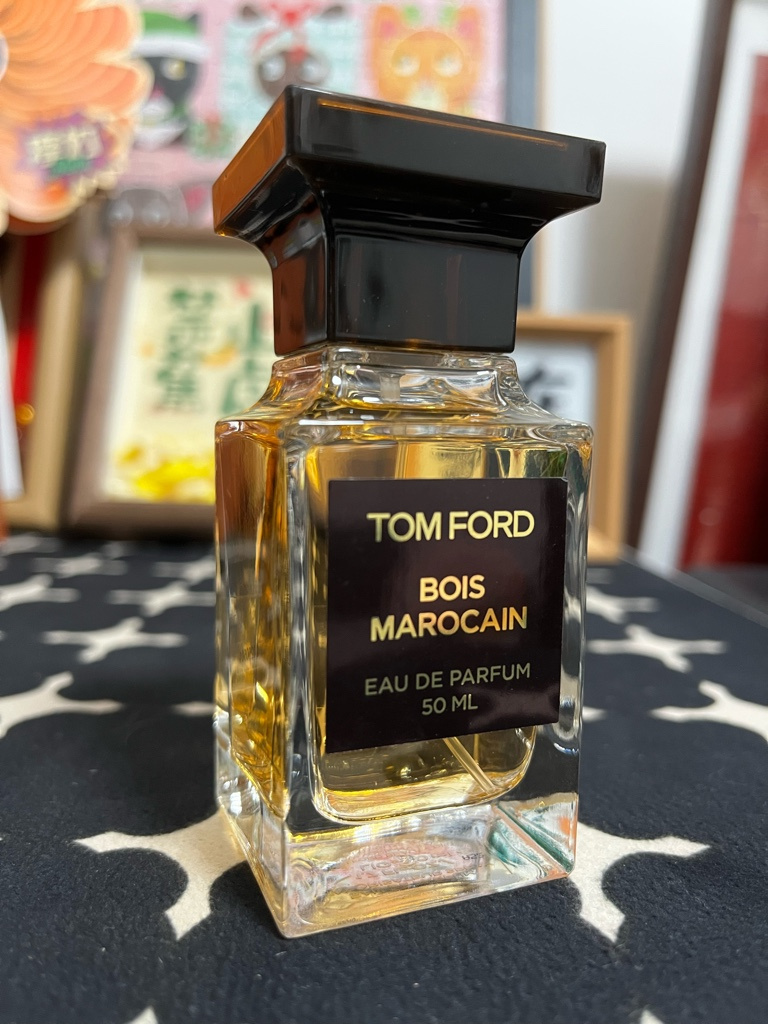 TOM FORD
BOIS
MAROCAIN
EAU DE PARFUM
50 ML